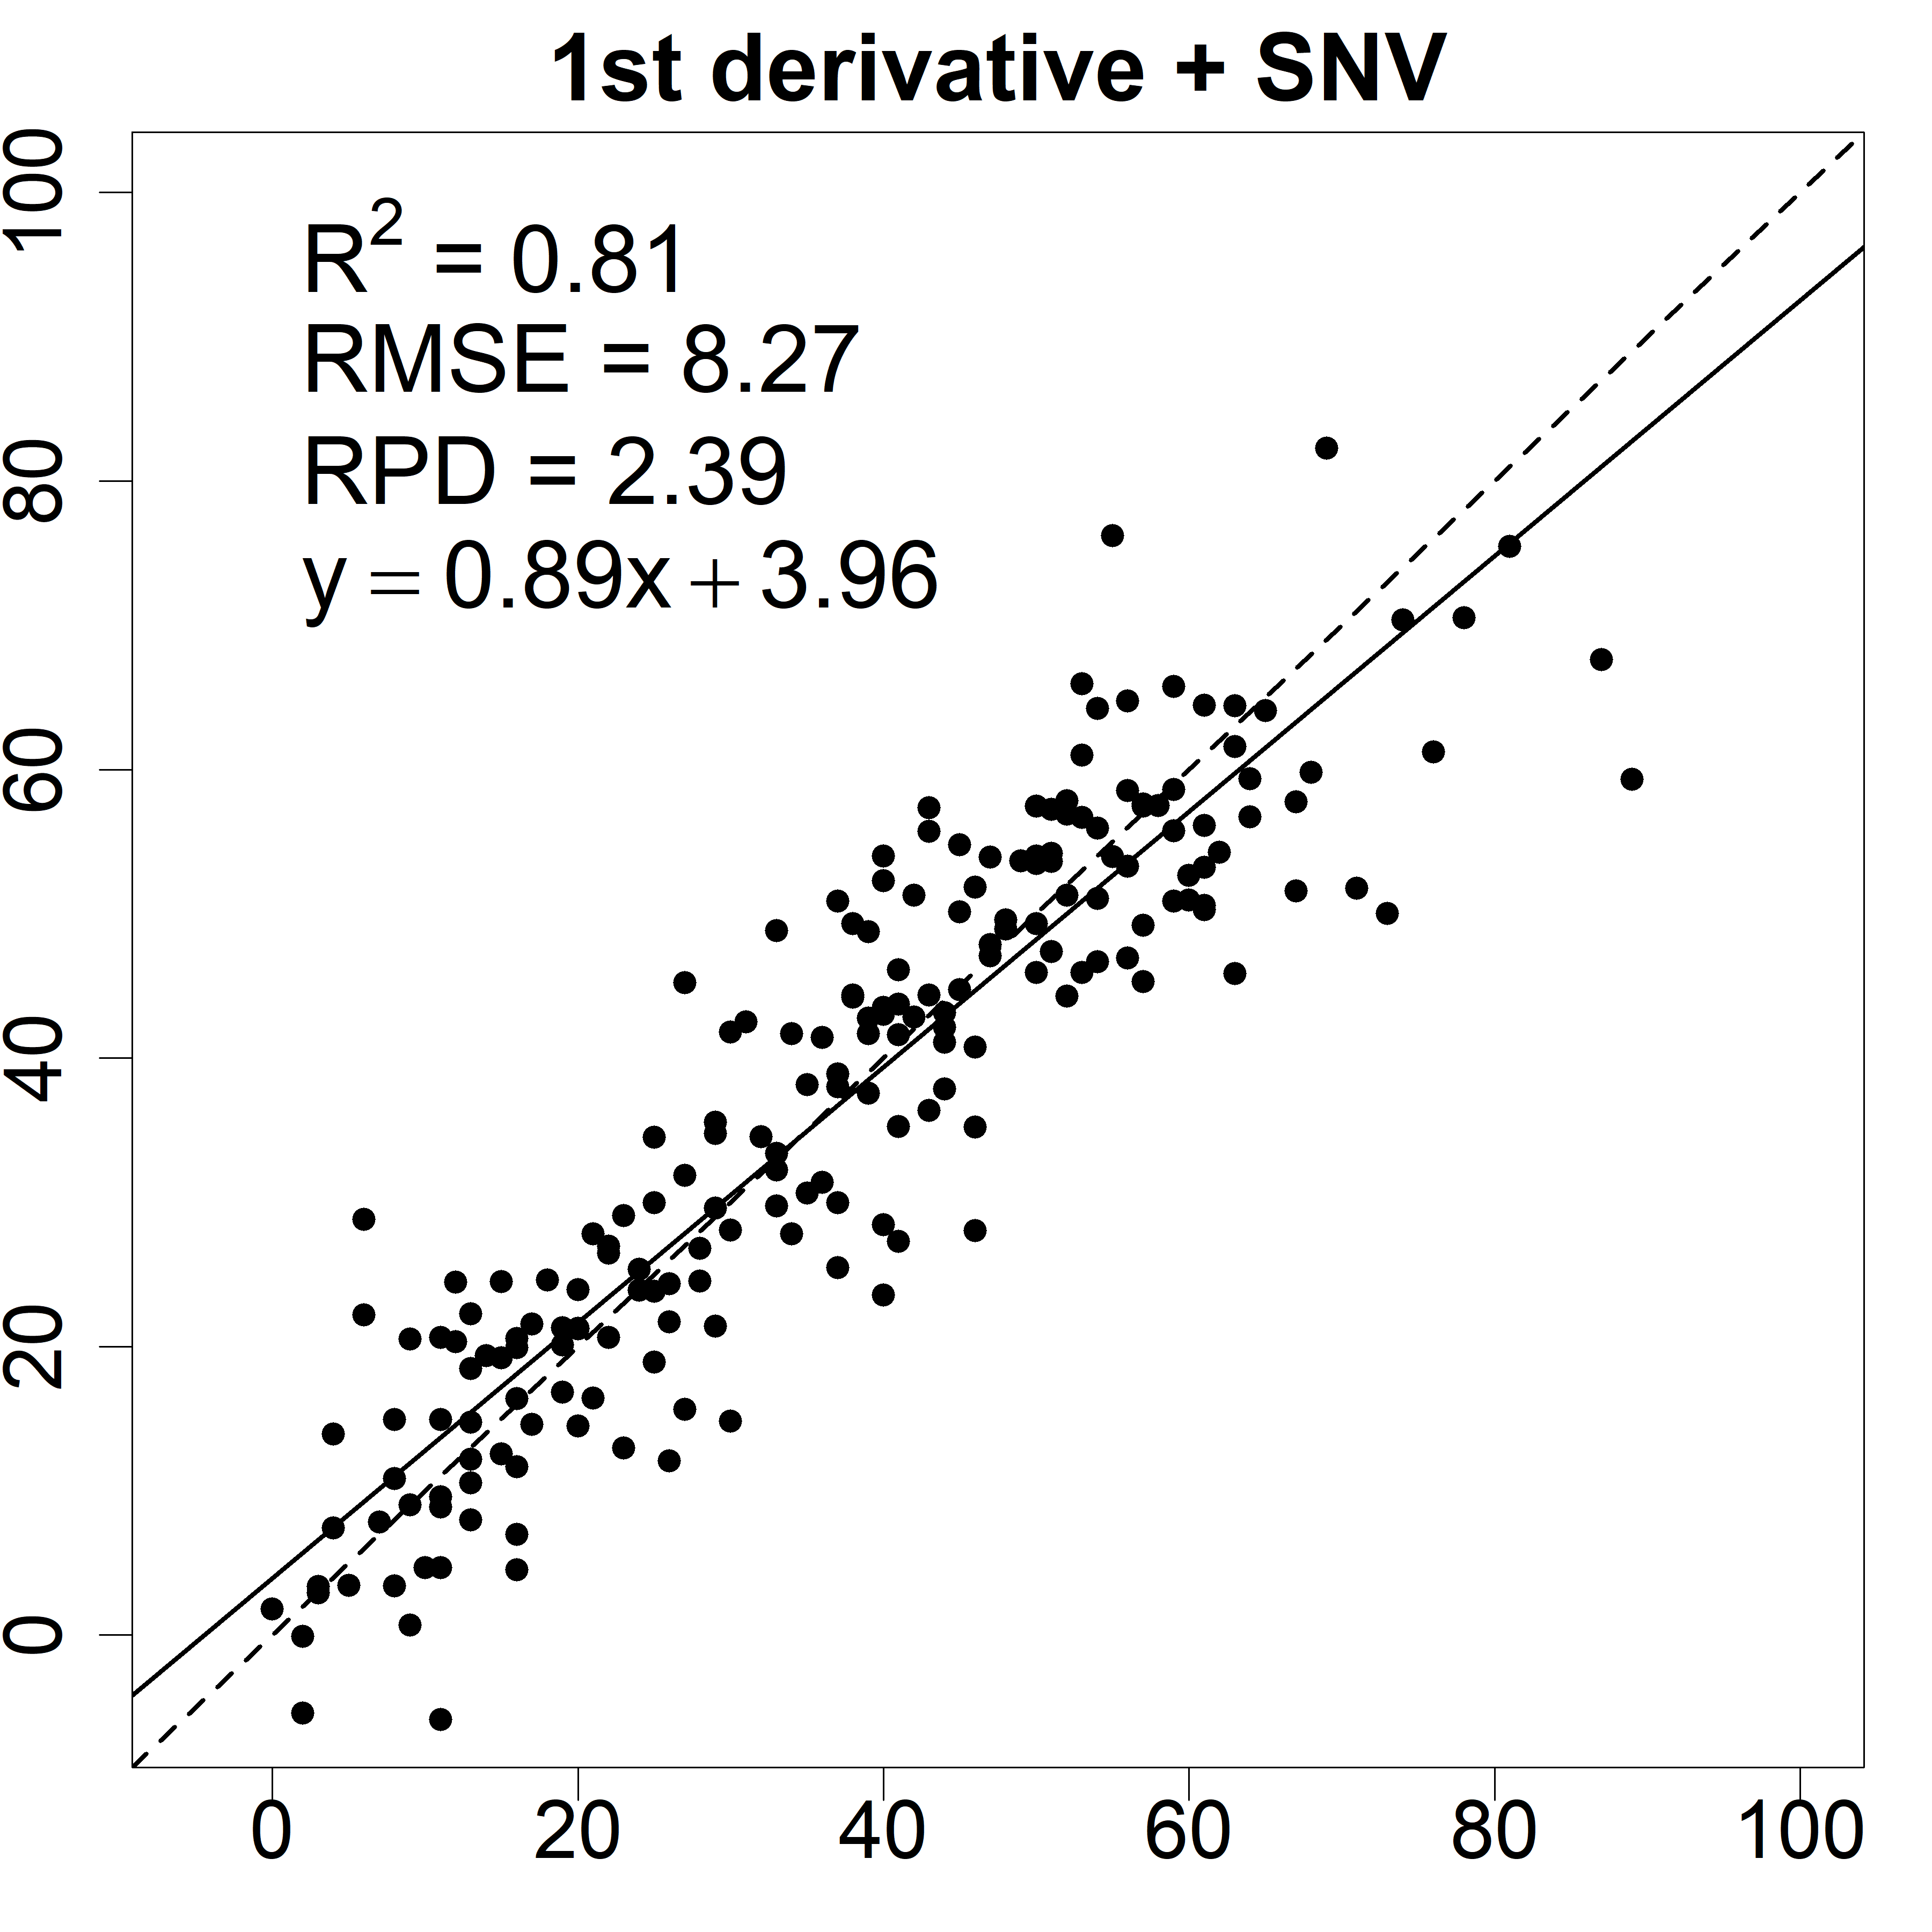 1st derivative + SNV
R² = 0.81
RMSE = 8.27
RPD = 2.39
y = 0.89x + 3.96
100
80
60
40
20
0
0 20 40 60 80 100